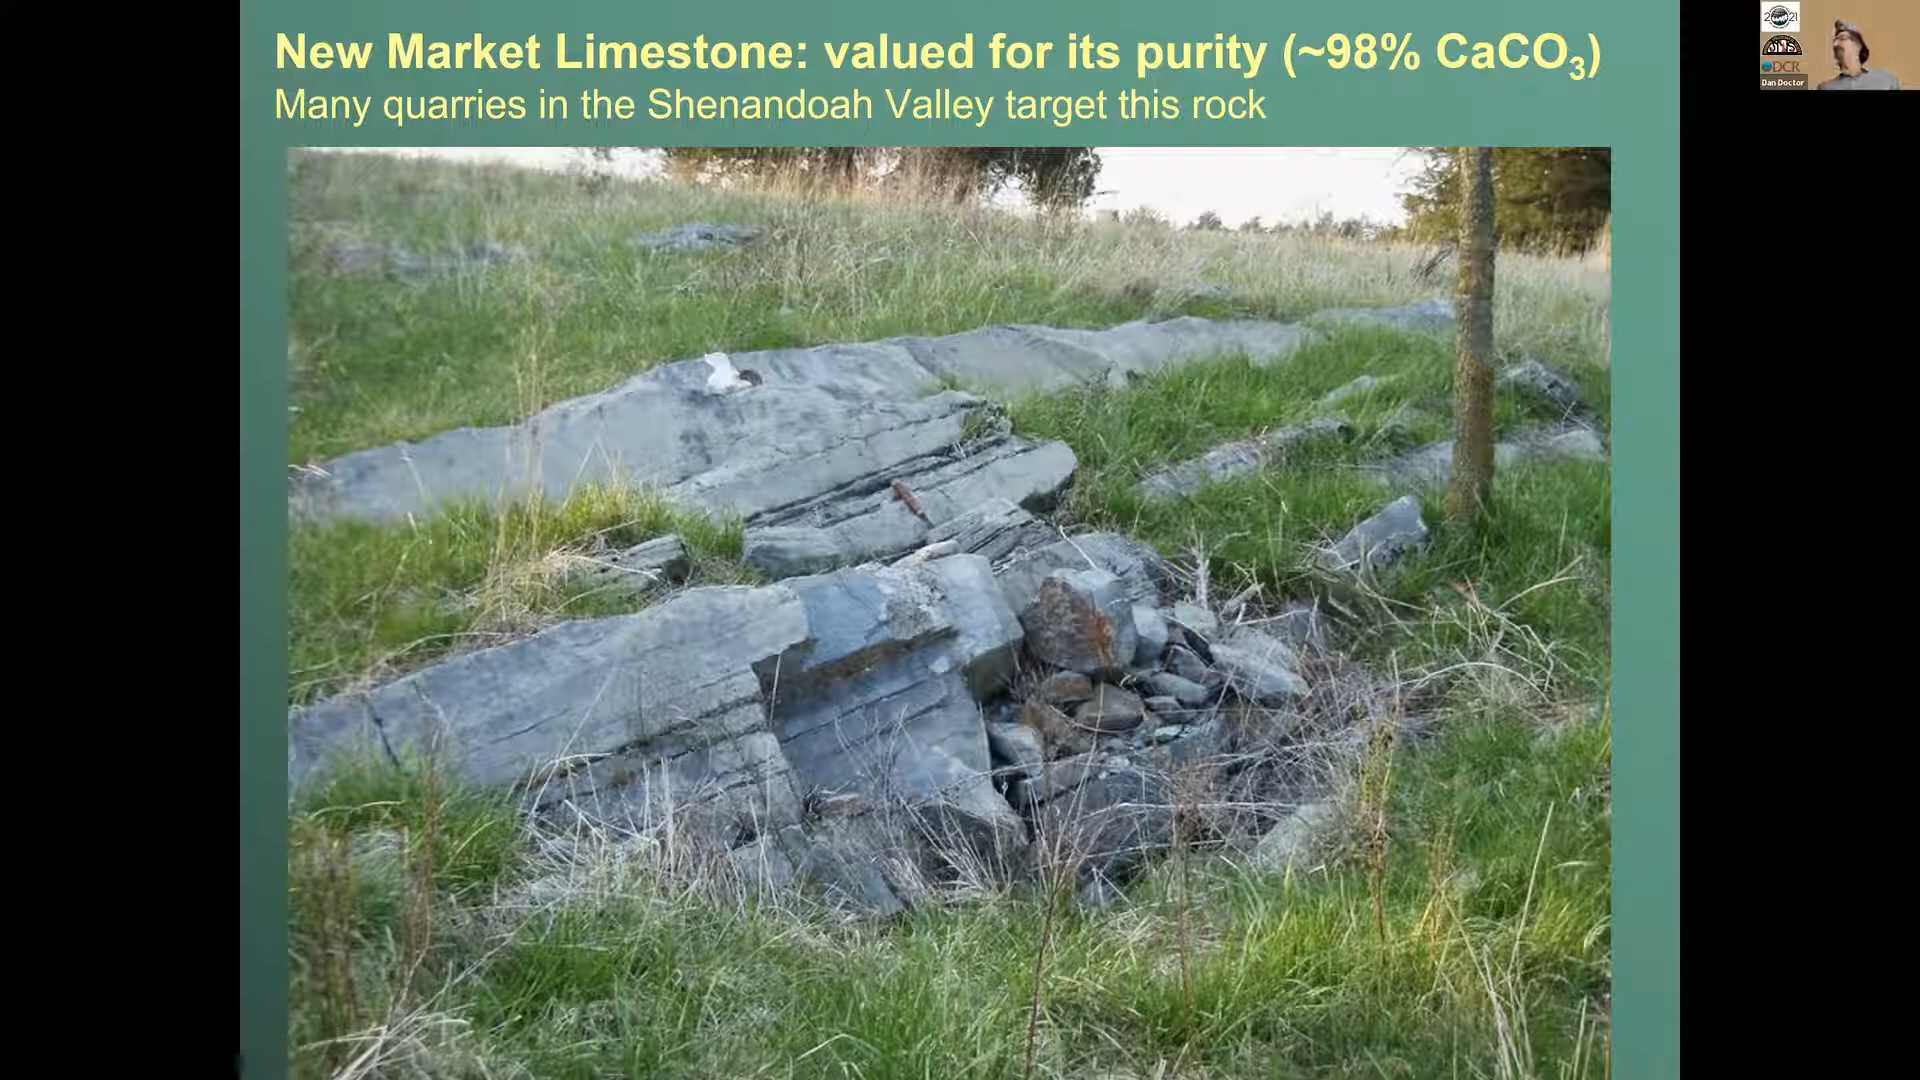 New Market Limestone: valued for its purity (~98% CaCO₃)
Many quarries in the Shenandoah Valley target this rock
2021
DCR
Dan Doctor